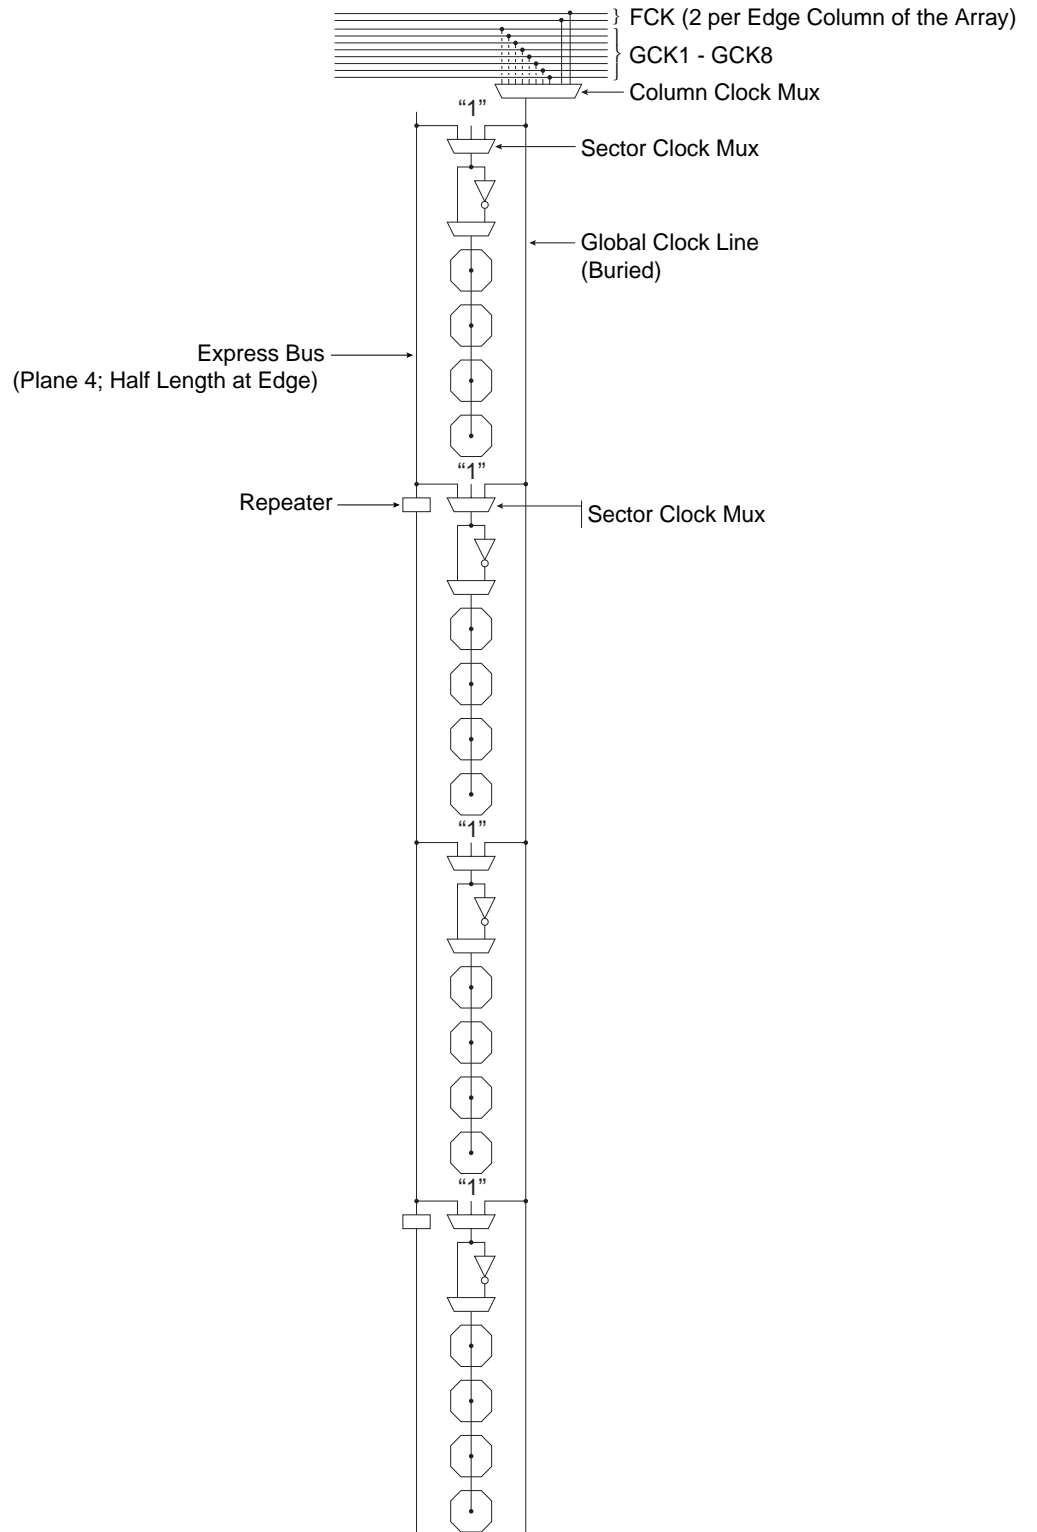 FCK (2 per Edge Column of the Array)
GCK1 - GCK8
Column Clock Mux
“1”
Sector Clock Mux
Global Clock Line
(Buried)
Express Bus
(Plane 4; Half Length at Edge)
“1”
Repeater
Sector Clock Mux
“1”
“1”